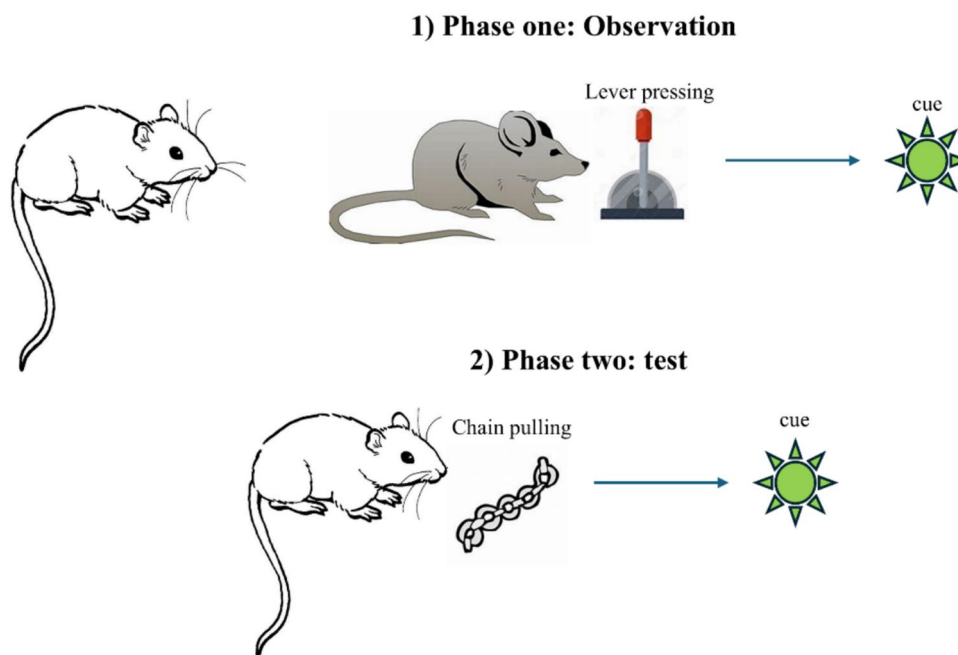 1) Phase one: Observation
Lever pressing
cue
2) Phase two: test
Chain pulling
cue